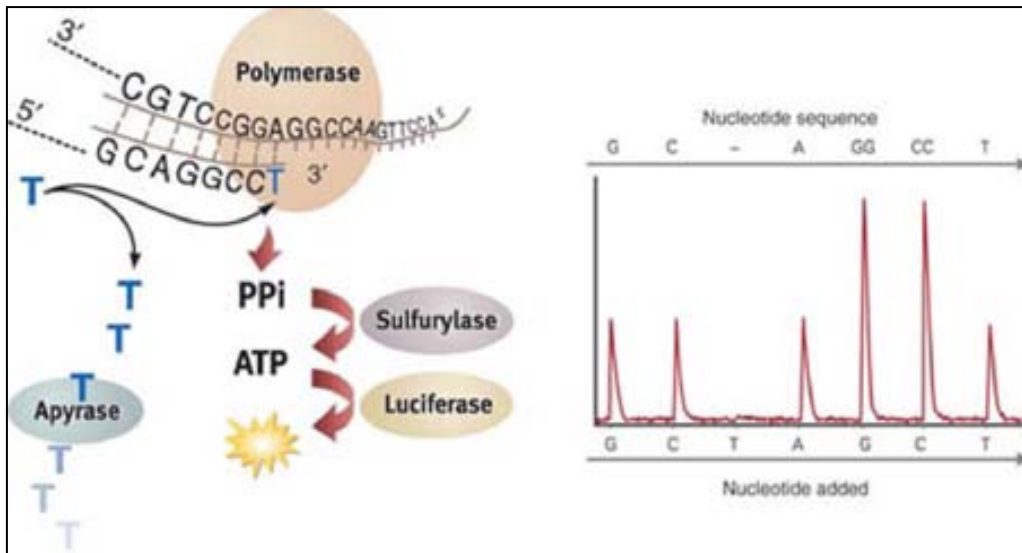 3'
Polymerase
5'
CGTCCGGAGGCCAAGTTCCA
GCAGGCCT
3'
T
T
T
PPi
Sulfurylase
ATP
T
Apyrase
Luciferase
T
T
T
Nucleotide sequence
G C – A GG CC T
G C T A G C T
Nucleotide added